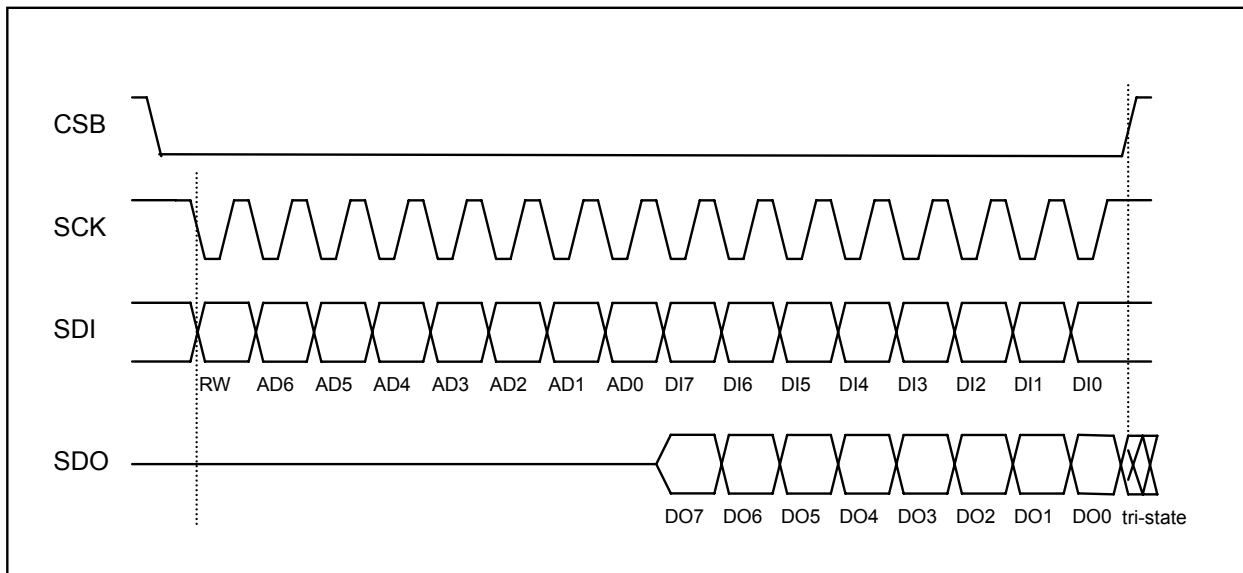 CSB
SCK
SDI
RW AD6 AD5 AD4 AD3 AD2 AD1 AD0 DI7 DI6 DI5 DI4 DI3 DI2 DI1 DI0
SDO
DO7 DO6 DO5 DO4 DO3 DO2 DO1 DO0 tri-state